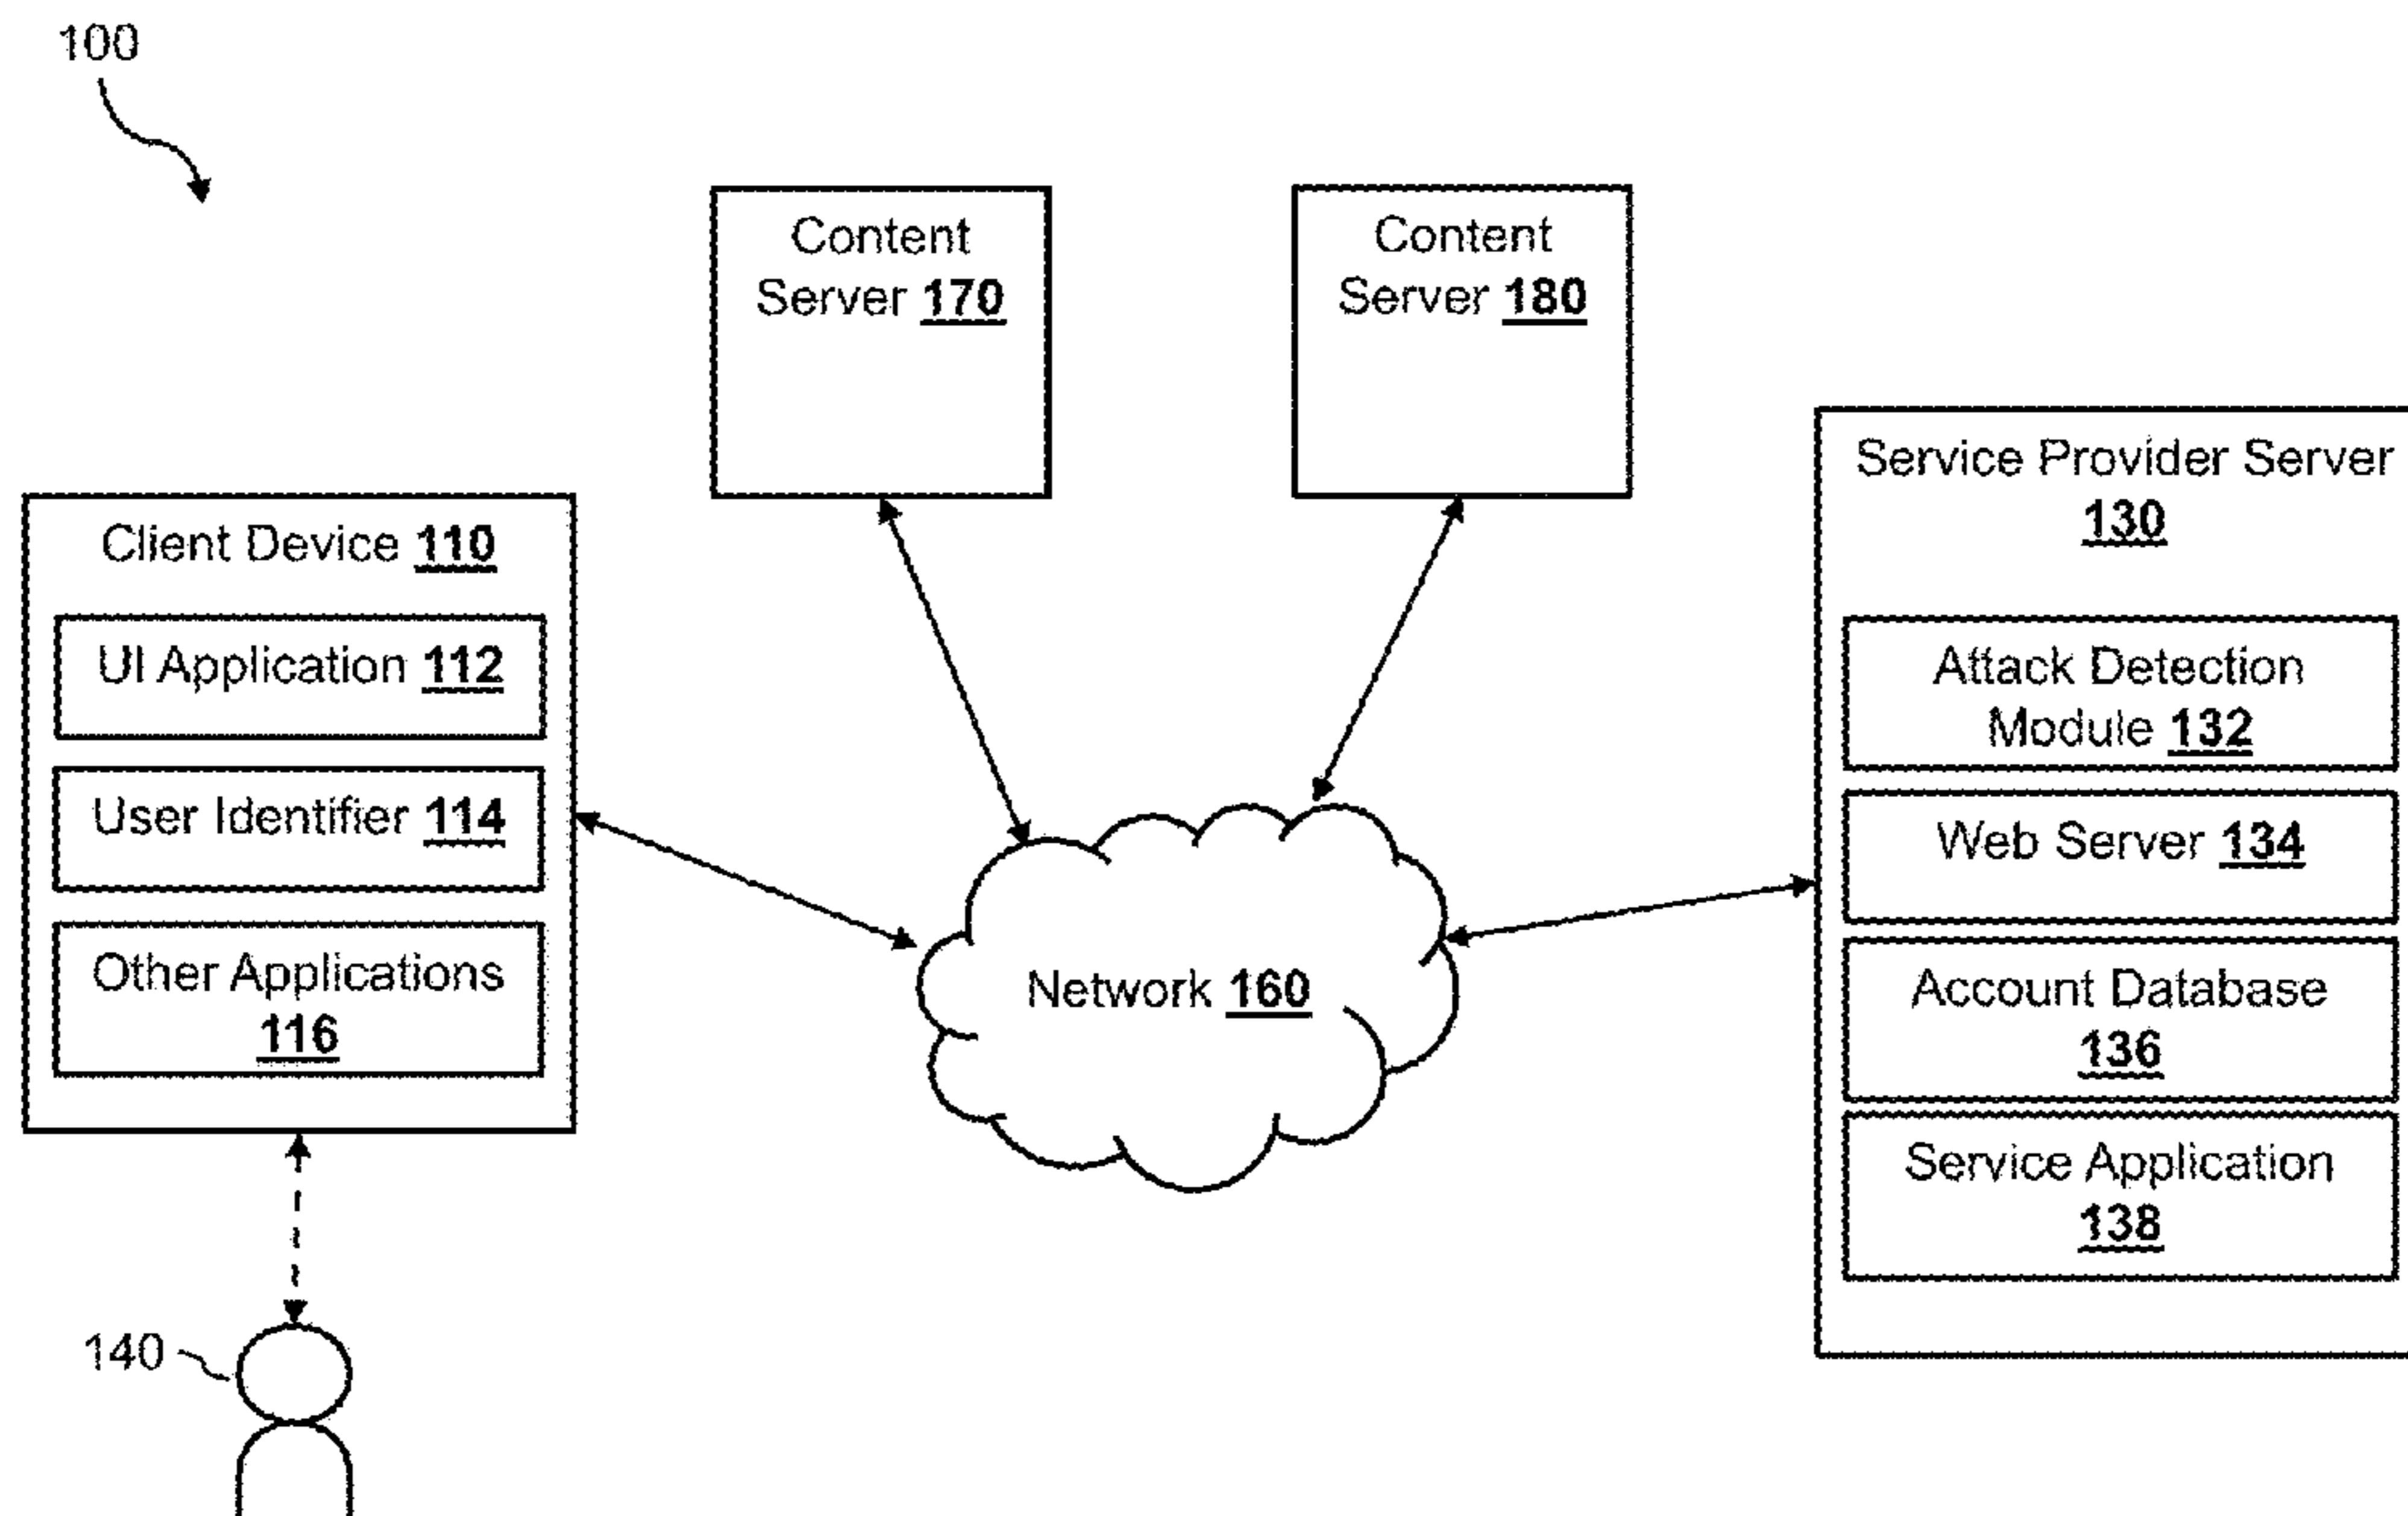 100
Content
Server 170
Content
Server 180
Client Device 110
UI Application 112
User Identifier 114
Other Applications
116
Service Provider Server
130
Attack Detection
Module 132
Web Server 134
Account Database
136
Service Application
138
Network 160
140